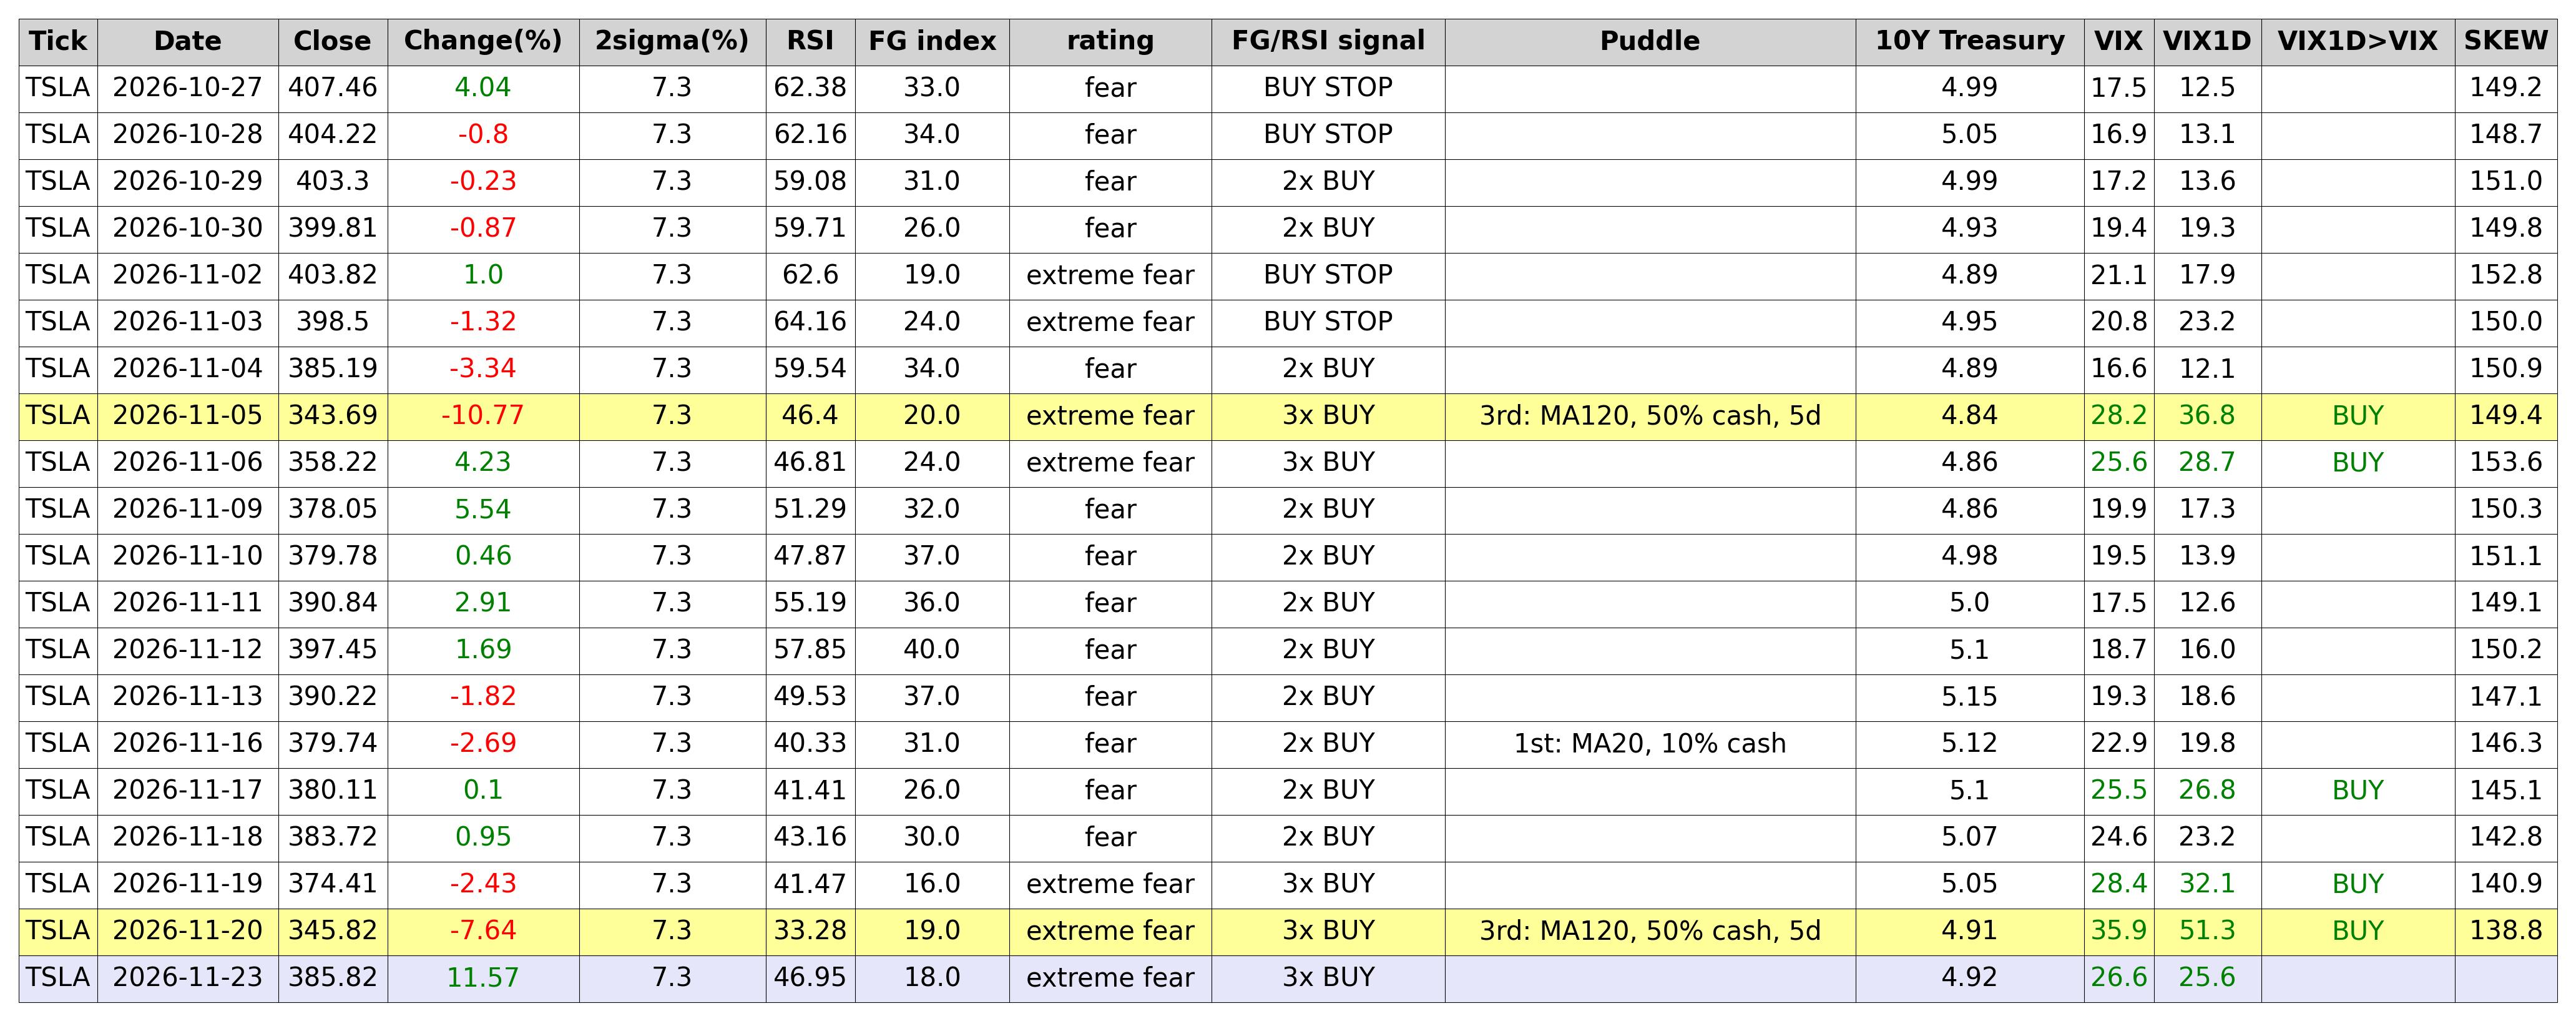 Tick Date Close Change(%) 2sigma(%) RSI FG index rating FG/RSI signal Puddle 10Y Treasury VIX VIX1D VIX1D>VIX SKEW
TSLA 2026-10-27 407.46 4.04 7.3 62.38 33.0 fear BUY STOP 4.99 17.5 12.5 149.2
TSLA 2026-10-28 404.22 -0.8 7.3 62.16 34.0 fear BUY STOP 5.05 16.9 13.1 148.7
TSLA 2026-10-29 403.3 -0.23 7.3 59.08 31.0 fear 2x BUY 4.99 17.2 13.6 151.0
TSLA 2026-10-30 399.81 -0.87 7.3 59.71 26.0 fear 2x BUY 4.93 19.4 19.3 149.8
TSLA 2026-11-02 403.82 1.0 7.3 62.6 19.0 extreme fear BUY STOP 4.89 21.1 17.9 152.8
TSLA 2026-11-03 398.5 -1.32 7.3 64.16 24.0 extreme fear BUY STOP 4.95 20.8 23.2 150.0
TSLA 2026-11-04 385.19 -3.34 7.3 59.54 34.0 fear 2x BUY 4.89 16.6 12.1 150.9
TSLA 2026-11-05 343.69 -10.77 7.3 46.4 20.0 extreme fear 3x BUY 3rd: MA120, 50% cash, 5d 4.84 28.2 36.8 BUY 149.4
TSLA 2026-11-06 358.22 4.23 7.3 46.81 24.0 extreme fear 3x BUY 4.86 25.6 28.7 BUY 153.6
TSLA 2026-11-09 378.05 5.54 7.3 51.29 32.0 fear 2x BUY 4.86 19.9 17.3 150.3
TSLA 2026-11-10 379.78 0.46 7.3 47.87 37.0 fear 2x BUY 4.98 19.5 13.9 151.1
TSLA 2026-11-11 390.84 2.91 7.3 55.19 36.0 fear 2x BUY 5.0 17.5 12.6 149.1
TSLA 2026-11-12 397.45 1.69 7.3 57.85 40.0 fear 2x BUY 5.1 18.7 16.0 150.2
TSLA 2026-11-13 390.22 -1.82 7.3 49.53 37.0 fear 2x BUY 5.15 19.3 18.6 147.1
TSLA 2026-11-16 379.74 -2.69 7.3 40.33 31.0 fear 2x BUY 1st: MA20, 10% cash 5.12 22.9 19.8 146.3
TSLA 2026-11-17 380.11 0.1 7.3 41.41 26.0 fear 2x BUY 5.1 25.5 26.8 BUY 145.1
TSLA 2026-11-18 383.72 0.95 7.3 43.16 30.0 fear 2x BUY 5.07 24.6 23.2 142.8
TSLA 2026-11-19 374.41 -2.43 7.3 41.47 16.0 extreme fear 3x BUY 5.05 28.4 32.1 BUY 140.9
TSLA 2026-11-20 345.82 -7.64 7.3 33.28 19.0 extreme fear 3x BUY 3rd: MA120, 50% cash, 5d 4.91 35.9 51.3 BUY 138.8
TSLA 2026-11-23 385.82 11.57 7.3 46.95 18.0 extreme fear 3x BUY 4.92 26.6 25.6